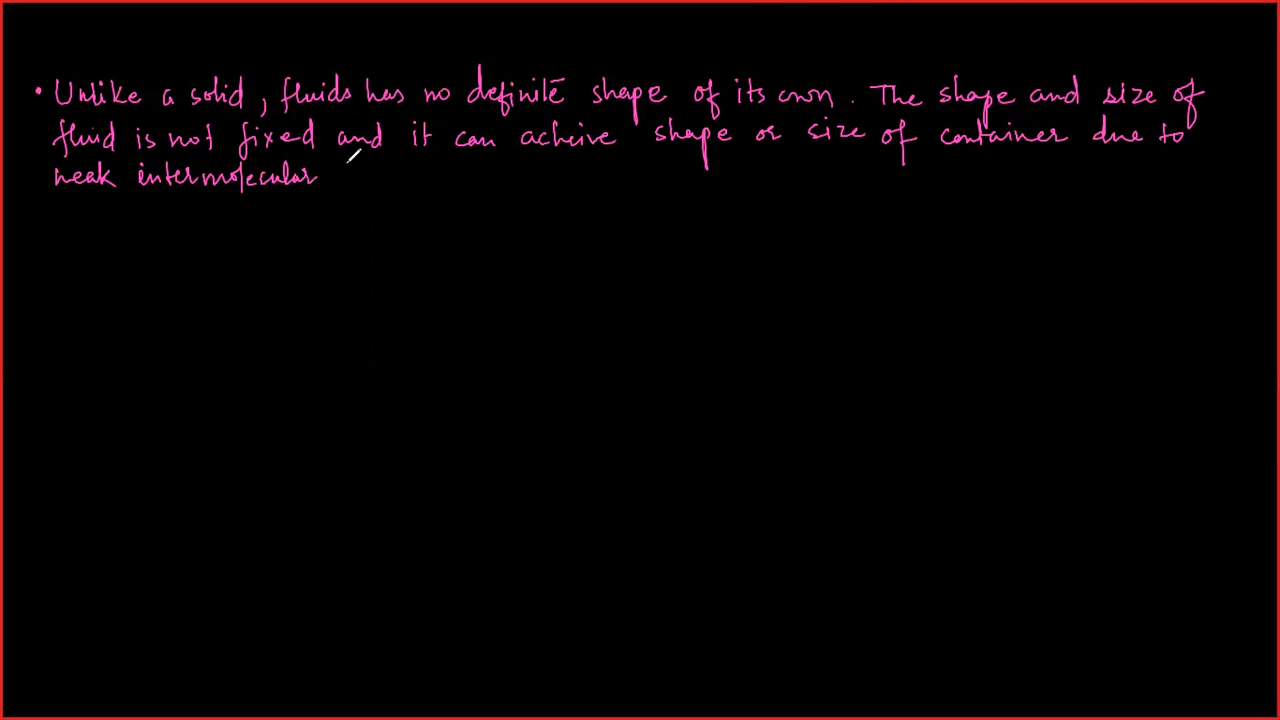 • Unlike a solid, fluids has no definite shape of its own. The shape and size of
fluid is not fixed and it can acheive shape or size of container due to
weak intermolecular